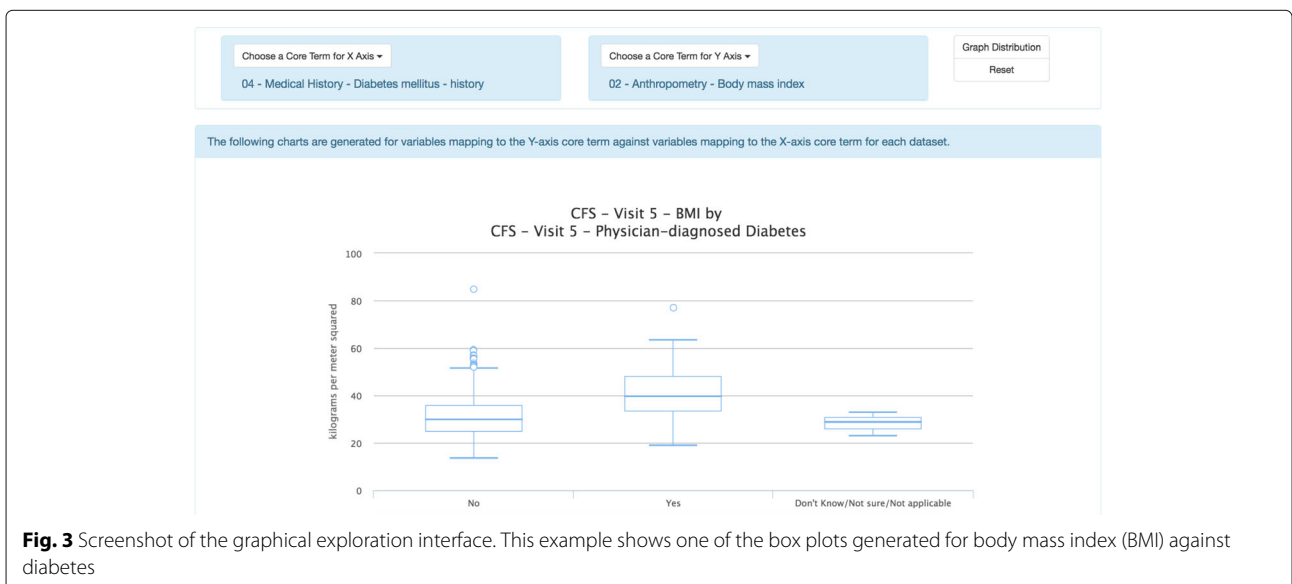 Choose a Core Term for X Axis
04 - Medical History - Diabetes mellitus - history
Choose a Core Term for Y Axis
02 - Anthropometry - Body mass index
Graph Distribution
Reset
The following charts are generated for variables mapping to the Y-axis core term against variables mapping to the X-axis core term for each dataset.
CFS – Visit 5 – BMI by
CFS – Visit 5 – Physician–diagnosed Diabetes
kilograms per meter squared
100
80
60
40
20
0
No
Yes
Don't Know/Not sure/Not applicable
Fig. 3 Screenshot of the graphical exploration interface. This example shows one of the box plots generated for body mass index (BMI) against
diabetes